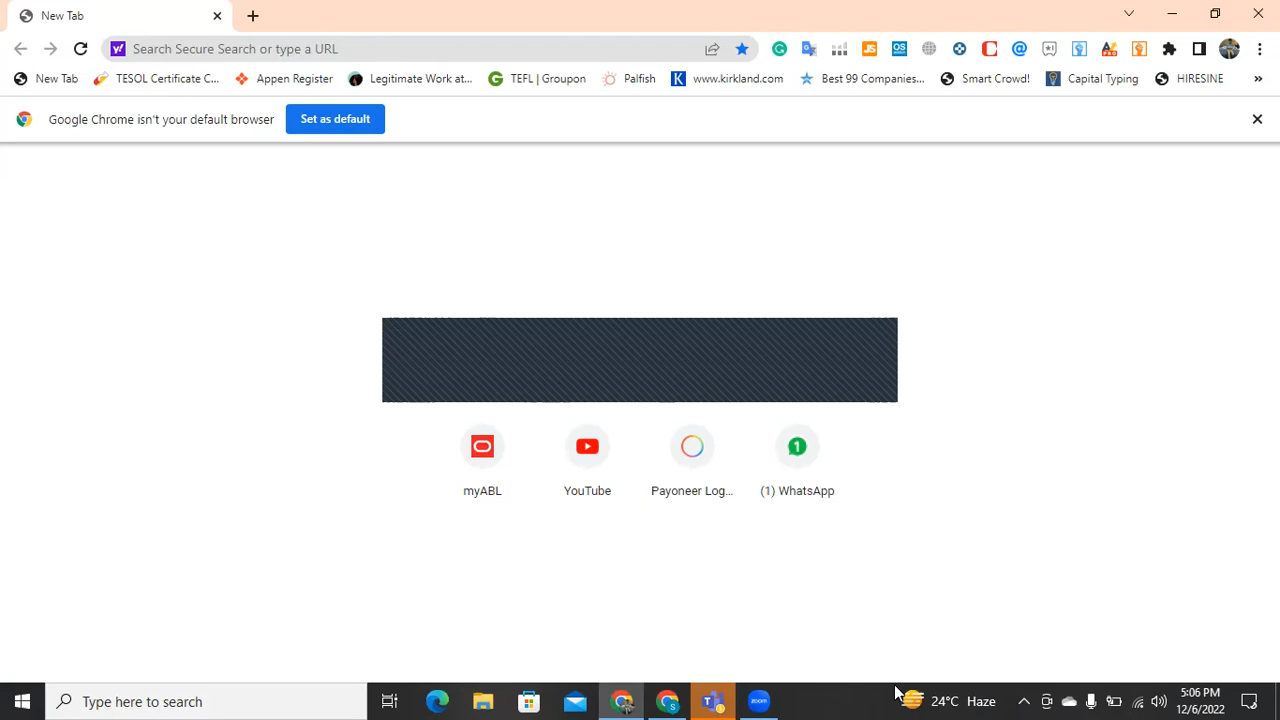 New Tab
Search Secure Search or type a URL
New Tab TESOL Certificate C... Appen Register Legitimate Work at... TEFL | Groupon Palfish www.kirkland.com Best 99 Companies... Smart Crowd! Capital Typing HIRESINE »
Google Chrome isn't your default browser Set as default
myABL YouTube Payoneer Log... (1) WhatsApp
Type here to search
24°C Haze
5:06 PM
12/6/2022